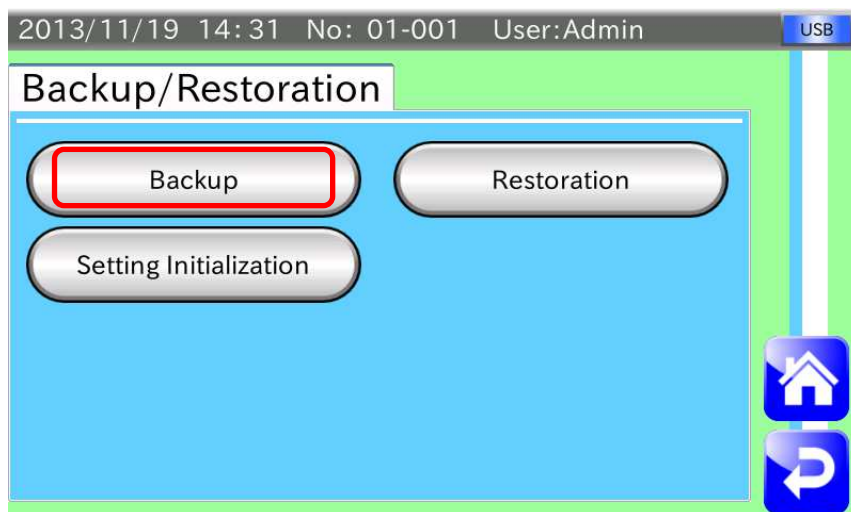 2013/11/19 14:31 No: 01-001 User:Admin USB
Backup/Restoration
Backup Restoration
Setting Initialization